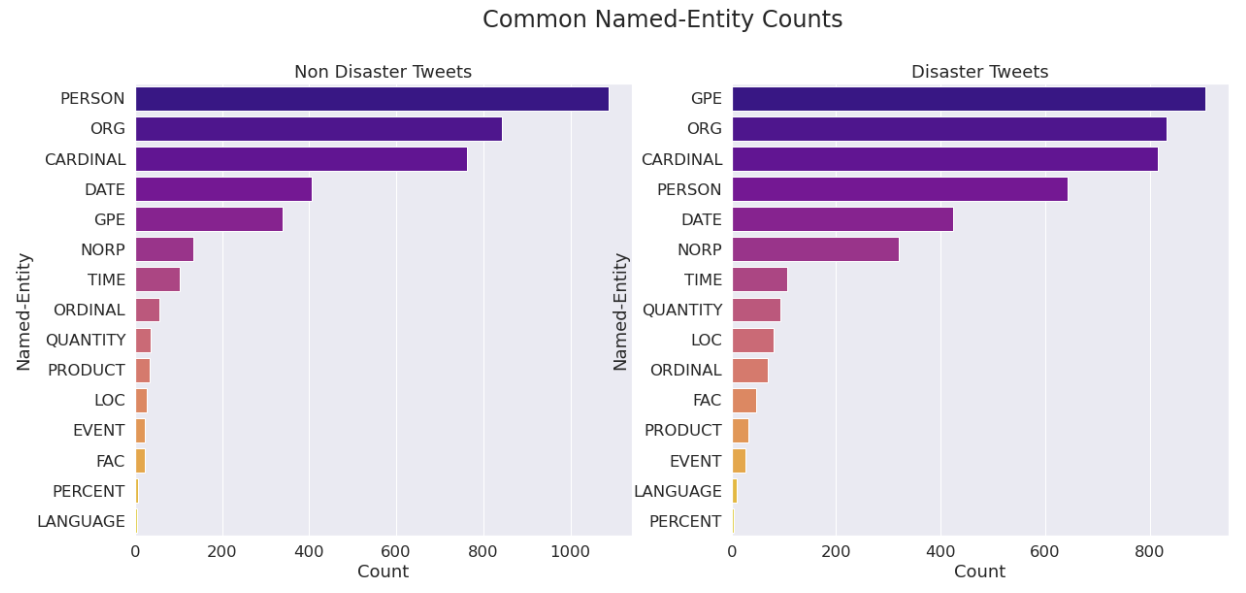 Common Named-Entity Counts
Non Disaster Tweets
Named-Entity
PERSON
ORG
CARDINAL
DATE
GPE
NORP
TIME
ORDINAL
QUANTITY
PRODUCT
LOC
EVENT
FAC
PERCENT
LANGUAGE
0 200 400 600 800 1000
Count
Disaster Tweets
Named-Entity
GPE
ORG
CARDINAL
PERSON
DATE
NORP
TIME
QUANTITY
LOC
ORDINAL
FAC
PRODUCT
EVENT
LANGUAGE
PERCENT
0 200 400 600 800
Count